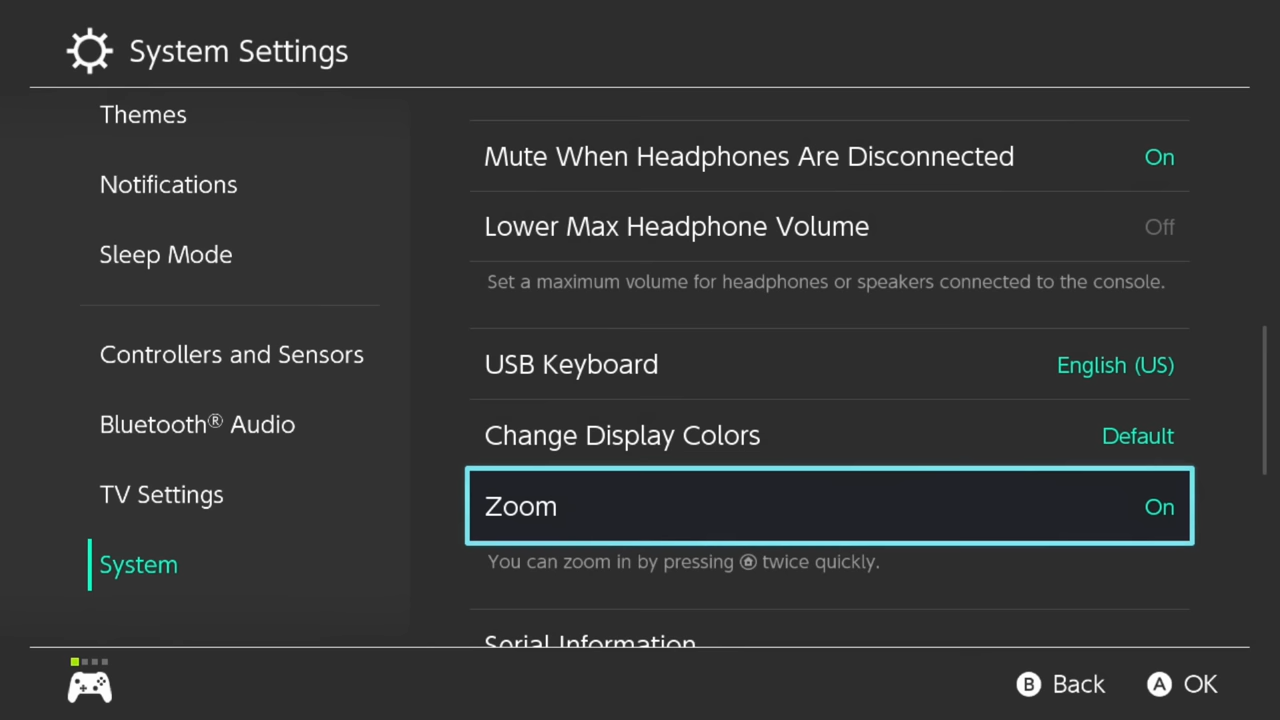 System Settings
Themes
Notifications
Sleep Mode
Controllers and Sensors
Bluetooth® Audio
TV Settings
System
Mute When Headphones Are Disconnected On
Lower Max Headphone Volume Off
Set a maximum volume for headphones or speakers connected to the console.
USB Keyboard English (US)
Change Display Colors Default
Zoom On
You can zoom in by pressing twice quickly.
Serial Information
B Back A OK